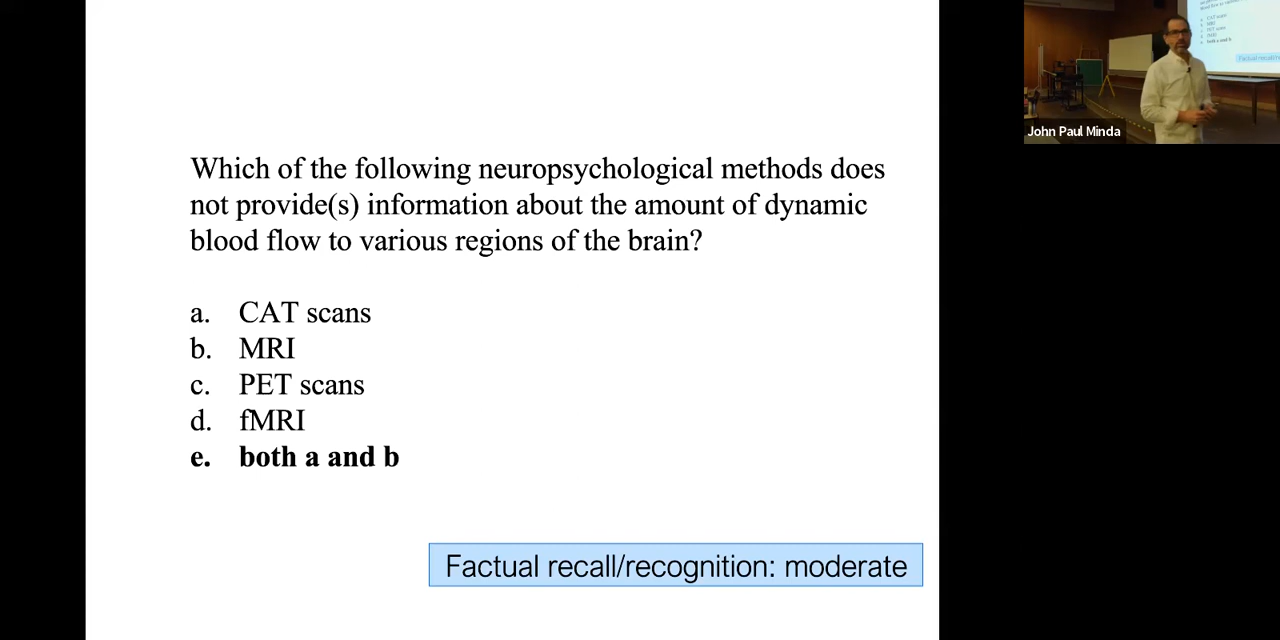 Which of the following neuropsychological methods does
not provide(s) information about the amount of dynamic
blood flow to various regions of the brain?
a. CAT scans
b. MRI
c. PET scans
d. fMRI
e. both a and b
Factual recall/recognition: moderate
John Paul Minda